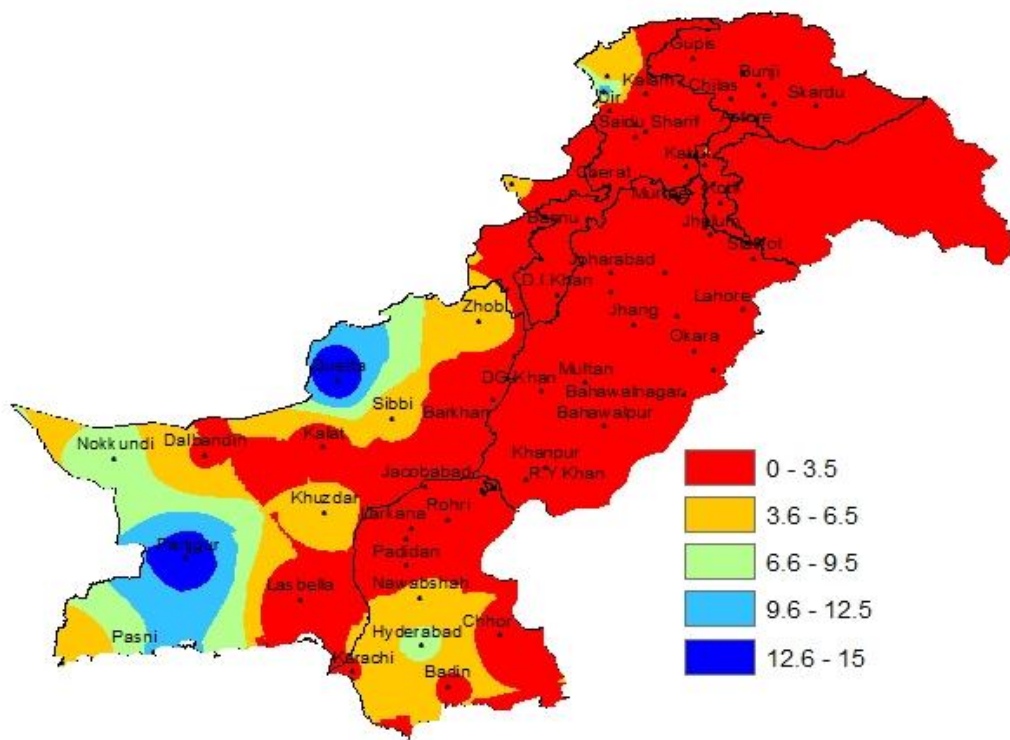 Gupis
Bunji
Kalam
Chilas
Skardu
Dir
Astore
Saidu Sharif
Kakul
Cherat
Murree
Kotli
Bannu
Jhelum
Sialkot
Joharabad
D.I Khan
Zhob
Lahore
Jhang
Okara
Quetta
Multan
DG Khan
Bahawalnagar
Sibbi
Barkhan
Bahawalpur
Dalbandin
Kalat
Nokkundi
Khanpur
Jacobabad
R.Y Khan
Khuzdar
Rohri
Larkana
Panjgur
Padidan
Lasbella
Nawabshah
Chhor
Pasni
Hyderabad
Karachi
Badin
0 - 3.5
3.6 - 6.5
6.6 - 9.5
9.6 - 12.5
12.6 - 15